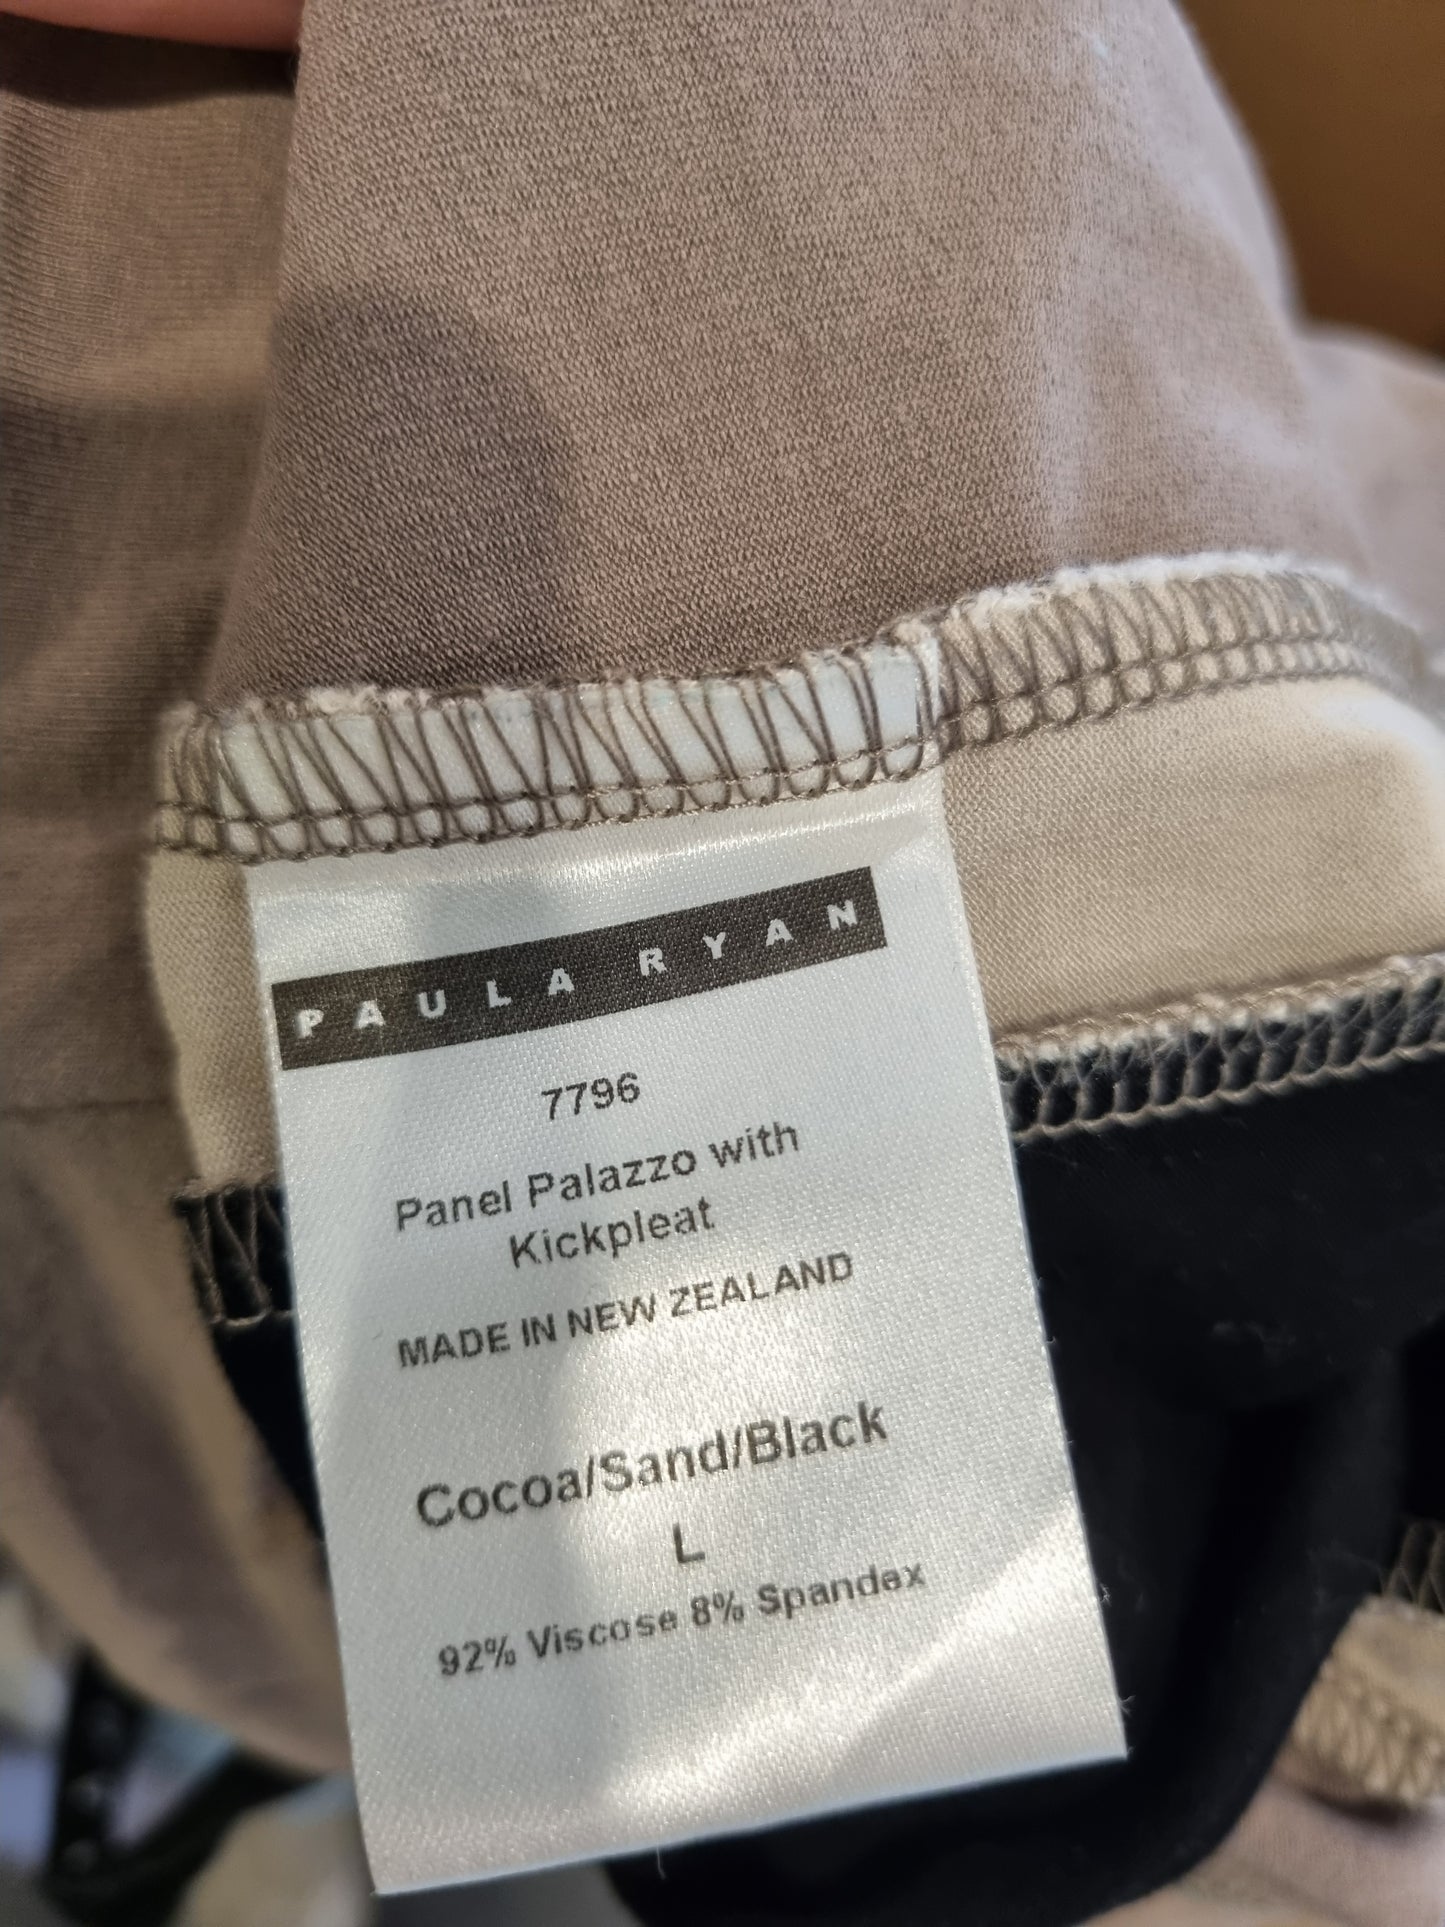 PAULA RYAN
7796
Panel Palazzo with
Kickpleat
MADE IN NEW ZEALAND
Cocoa/Sand/Black
L
92% Viscose 8% Spandex